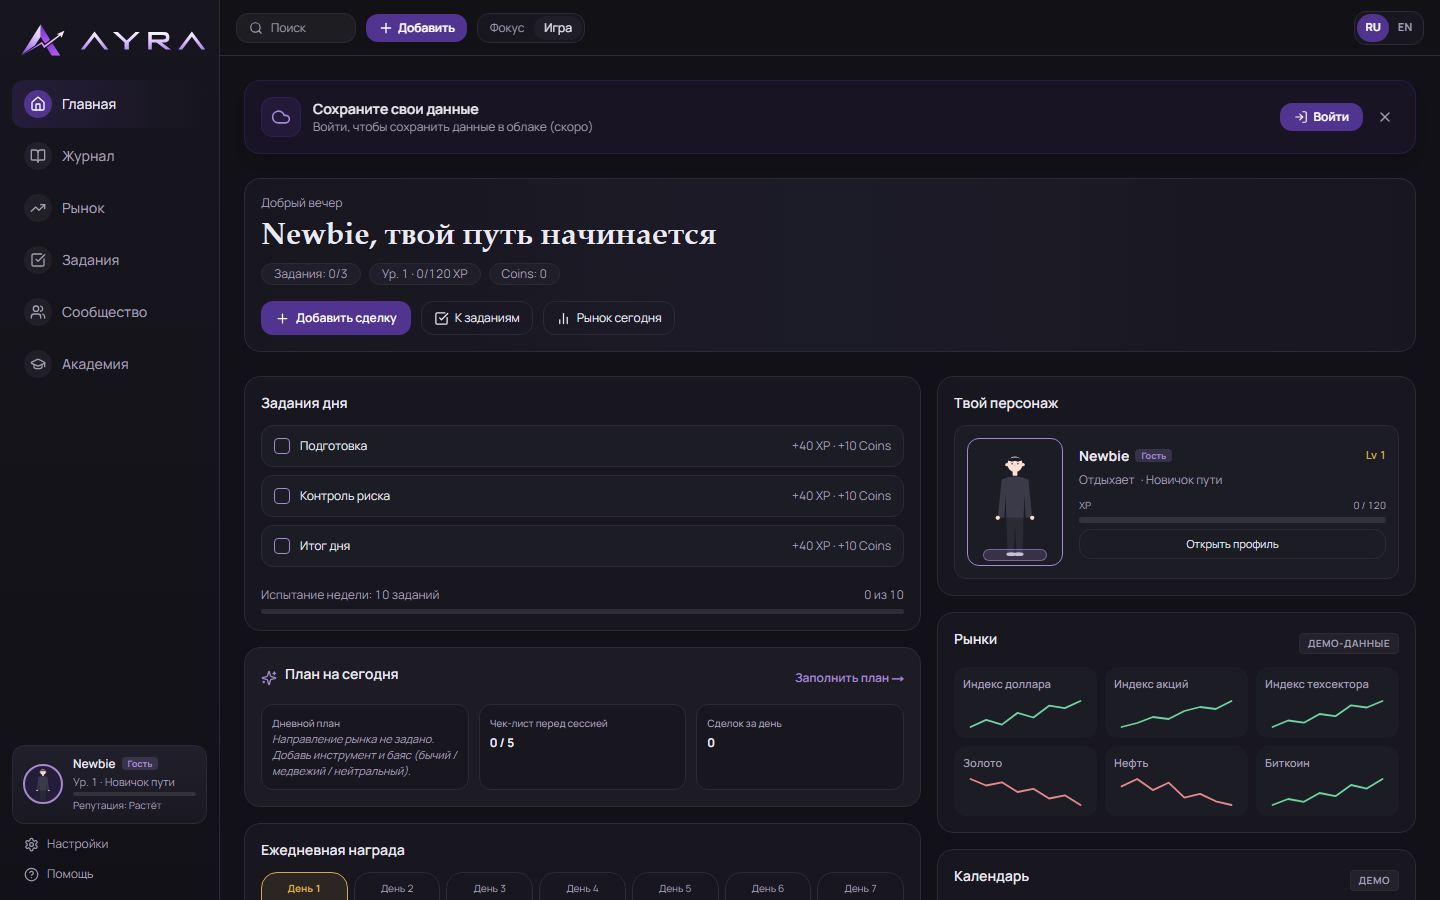 AYRA
Поиск
Добавить
Фокус
Игра
RU
EN
Главная
Журнал
Рынок
Задания
Сообщество
Академия
Сохраните свои данные
Войти, чтобы сохранить данные в облаке (скоро)
Войти
Добрый вечер
Newbie, твой путь начинается
Задания: 0/3
Ур. 1 · 0/120 XP
Coins: 0
Добавить сделку
К заданиям
Рынок сегодня
Задания дня
Подготовка
+40 XP · +10 Coins
Контроль риска
+40 XP · +10 Coins
Итог дня
+40 XP · +10 Coins
Испытание недели: 10 заданий
0 из 10
План на сегодня
Заполнить план →
Дневной план
Направление рынка не задано.
Добавь инструмент и баяс (бычий /
медвежий / нейтральный).
Чек-лист перед сессией
0 / 5
Сделок за день
0
Ежедневная награда
День 1
День 2
День 3
День 4
День 5
День 6
День 7
Твой персонаж
Newbie
Гость
Lv 1
Отдыхает · Новичок пути
XP
0 / 120
Открыть профиль
Рынки
ДЕМО-ДАННЫЕ
Индекс доллара
Индекс акций
Индекс техсектора
Золото
Нефть
Биткоин
Календарь
ДЕМО
Newbie
Гость
Ур. 1 · Новичок пути
Репутация: Растёт
Настройки
Помощь